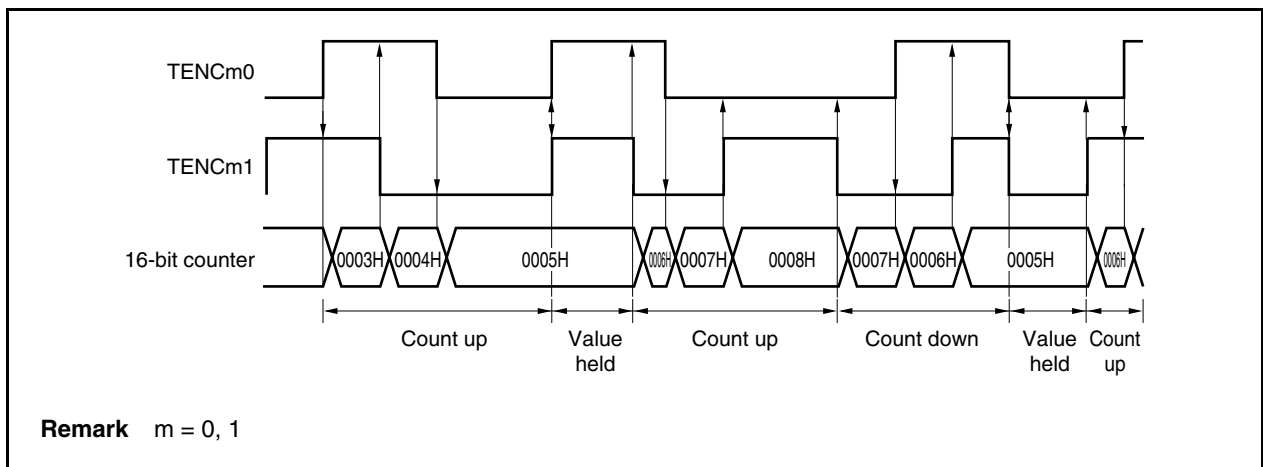 TENCm0
TENCm1
16-bit counter
0003H 0004H 0005H 0006H 0007H 0008H 0007H 0006H 0005H 0006H
Count up Value held Count up Count down Value held Count up
Remark m = 0, 1